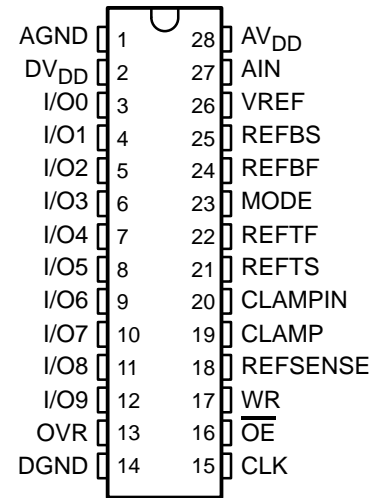 AGND 1 28 AVDD
DVDD 2 27 AIN
I/O0 3 26 VREF
I/O1 4 25 REFBS
I/O2 5 24 REFBF
I/O3 6 23 MODE
I/O4 7 22 REFTF
I/O5 8 21 REFTS
I/O6 9 20 CLAMPIN
I/O7 10 19 CLAMP
I/O8 11 18 REFSENSE
I/O9 12 17 WR
OVR 13 16 O̅E̅
DGND 14 15 CLK